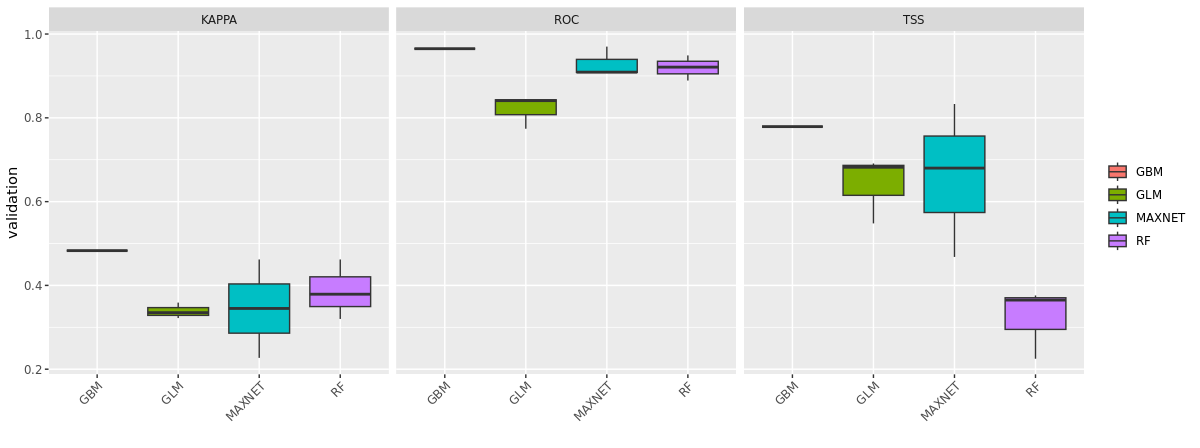 KAPPA ROC TSS
validation
1.0
0.8
0.6
0.4
0.2
GBM GLM MAXNET RF GBM GLM MAXNET RF GBM GLM MAXNET RF
GBM
GLM
MAXNET
RF